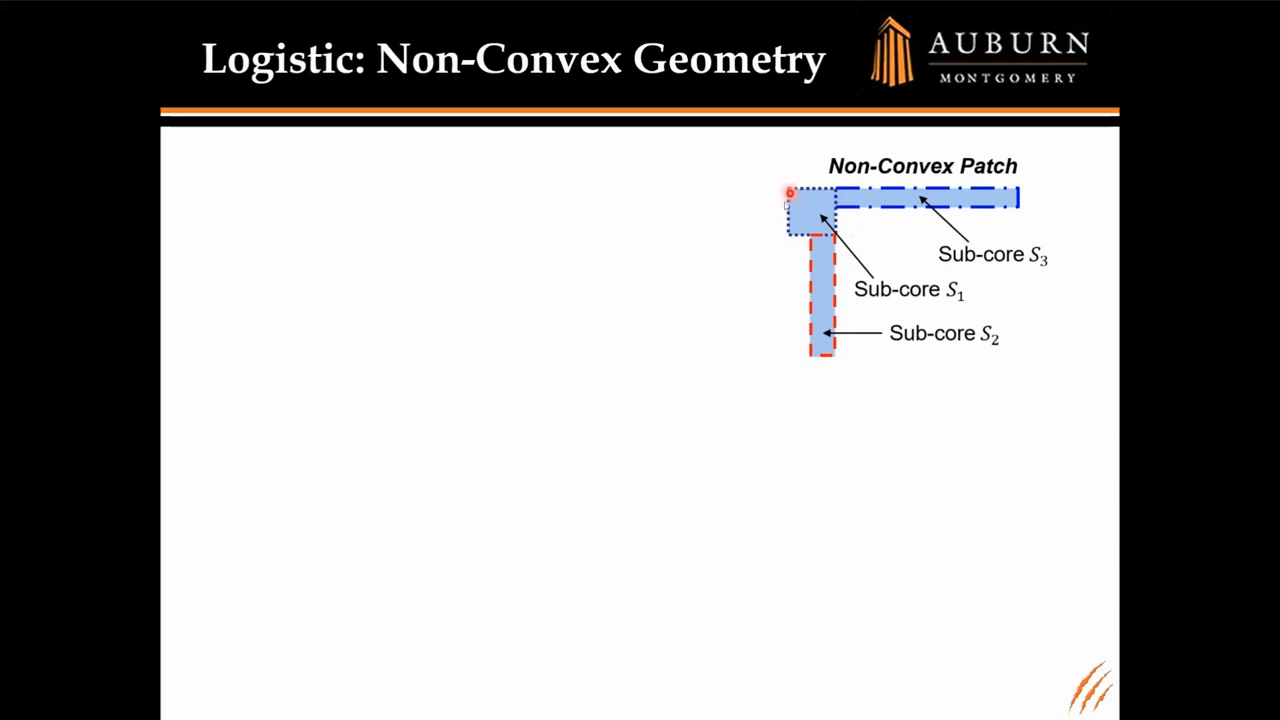 Logistic: Non-Convex Geometry
AUBURN
MONTGOMERY
Non-Convex Patch
Sub-core S₃
Sub-core S₁
Sub-core S₂